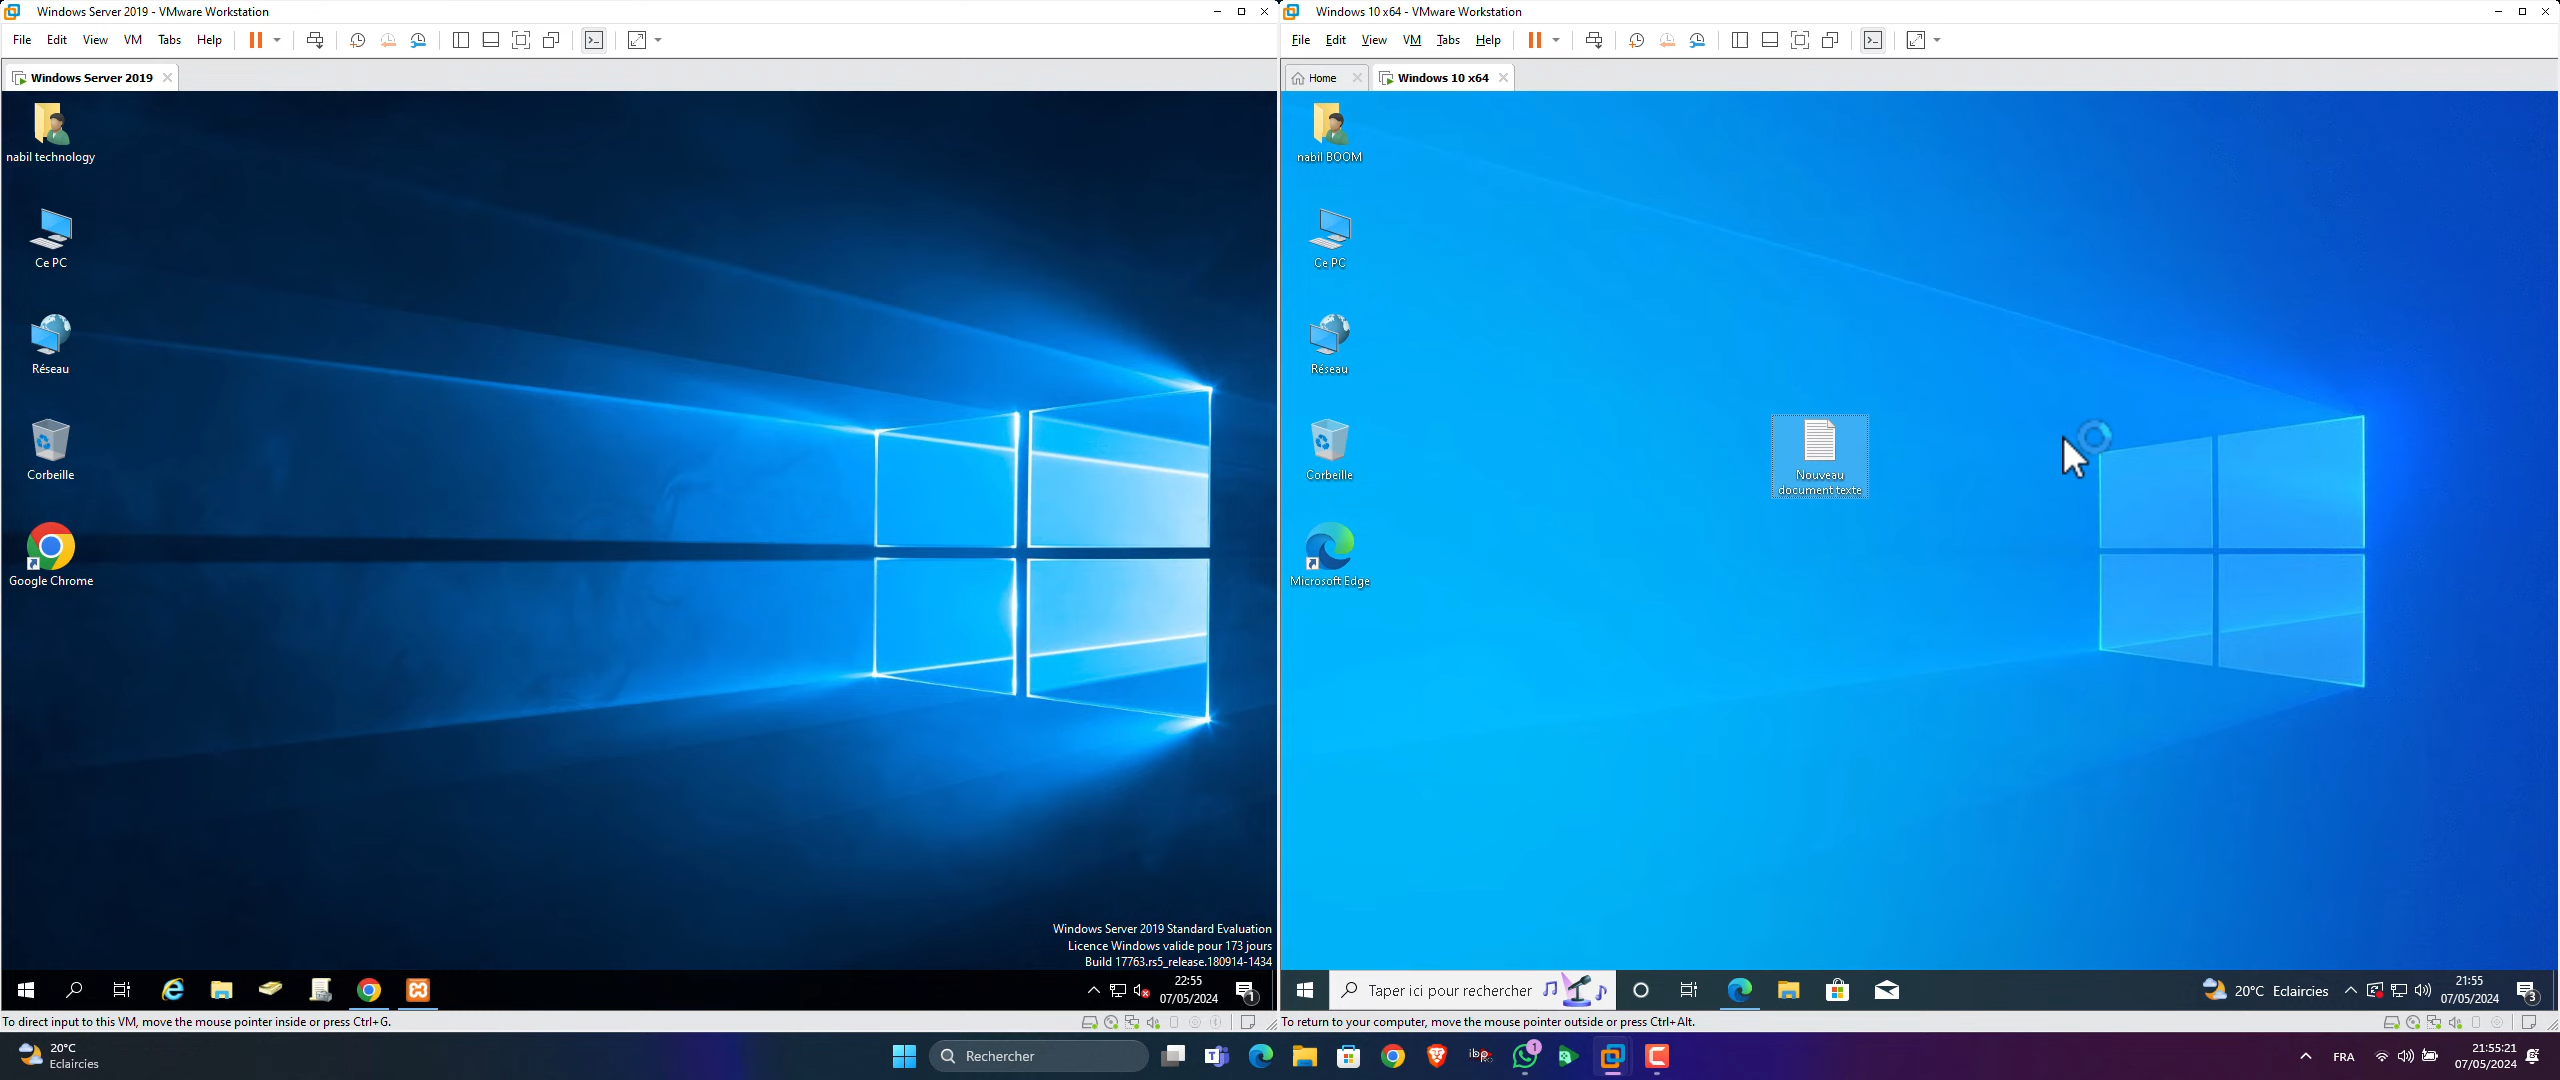 Windows Server 2019 - VMware Workstation
File Edit View VM Tabs Help
Windows Server 2019
nabil technology
Ce PC
Réseau
Corbeille
Google Chrome
Windows Server 2019 Standard Evaluation
Licence Windows valide pour 173 jours
Build 17763.rs5_release.180914-1434
22:55
07/05/2024
1
To direct input to this VM, move the mouse pointer inside or press Ctrl+G.
Windows 10 x64 - VMware Workstation
File Edit View VM Tabs Help
Home Windows 10 x64
nabil BOOM
Ce PC
Réseau
Corbeille
Microsoft Edge
Nouveau
document texte
Taper ici pour rechercher
20°C Eclaircies
21:55
07/05/2024
3
To return to your computer, move the mouse pointer outside or press Ctrl+Alt.
20°C
Eclaircies
Rechercher
ibp
1
FRA
21:55:21
07/05/2024